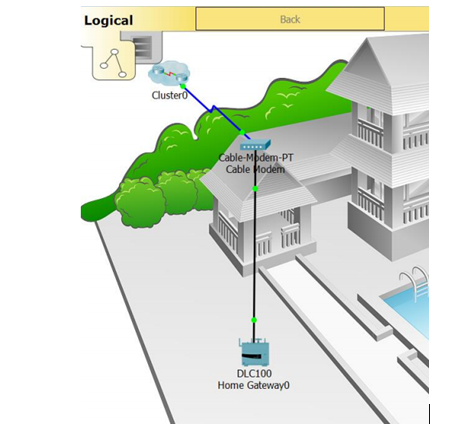 Logical
Back
Cluster0
Cable-Modem-PT
Cable Modem
DLC100
Home Gateway0